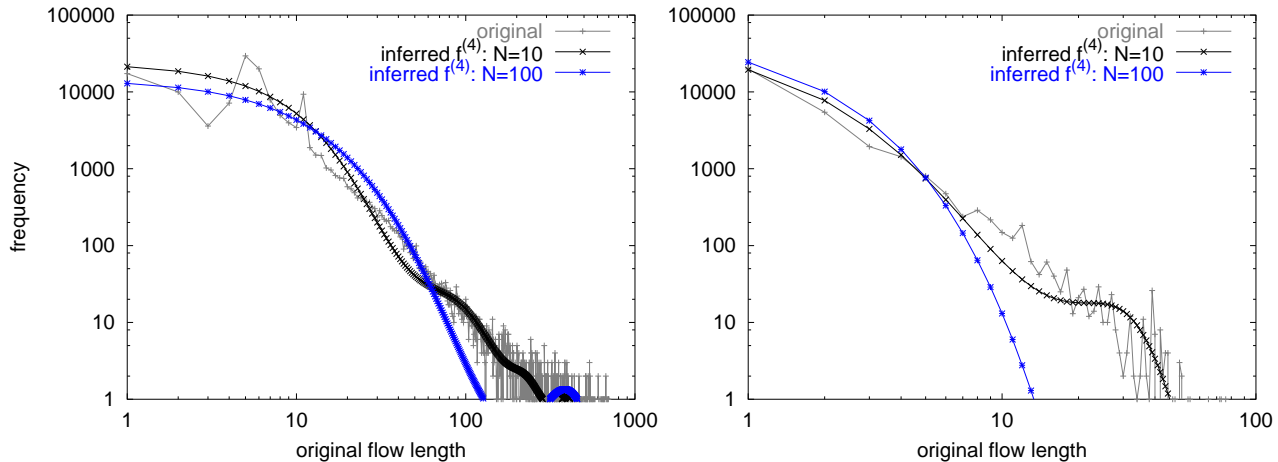 100000
10000
1000
100
10
1
frequency
1
10
100
1000
original flow length
original
inferred f(4): N=10
inferred f(4): N=100
100000
10000
1000
100
10
1
1
10
100
original flow length
original
inferred f(4): N=10
inferred f(4): N=100